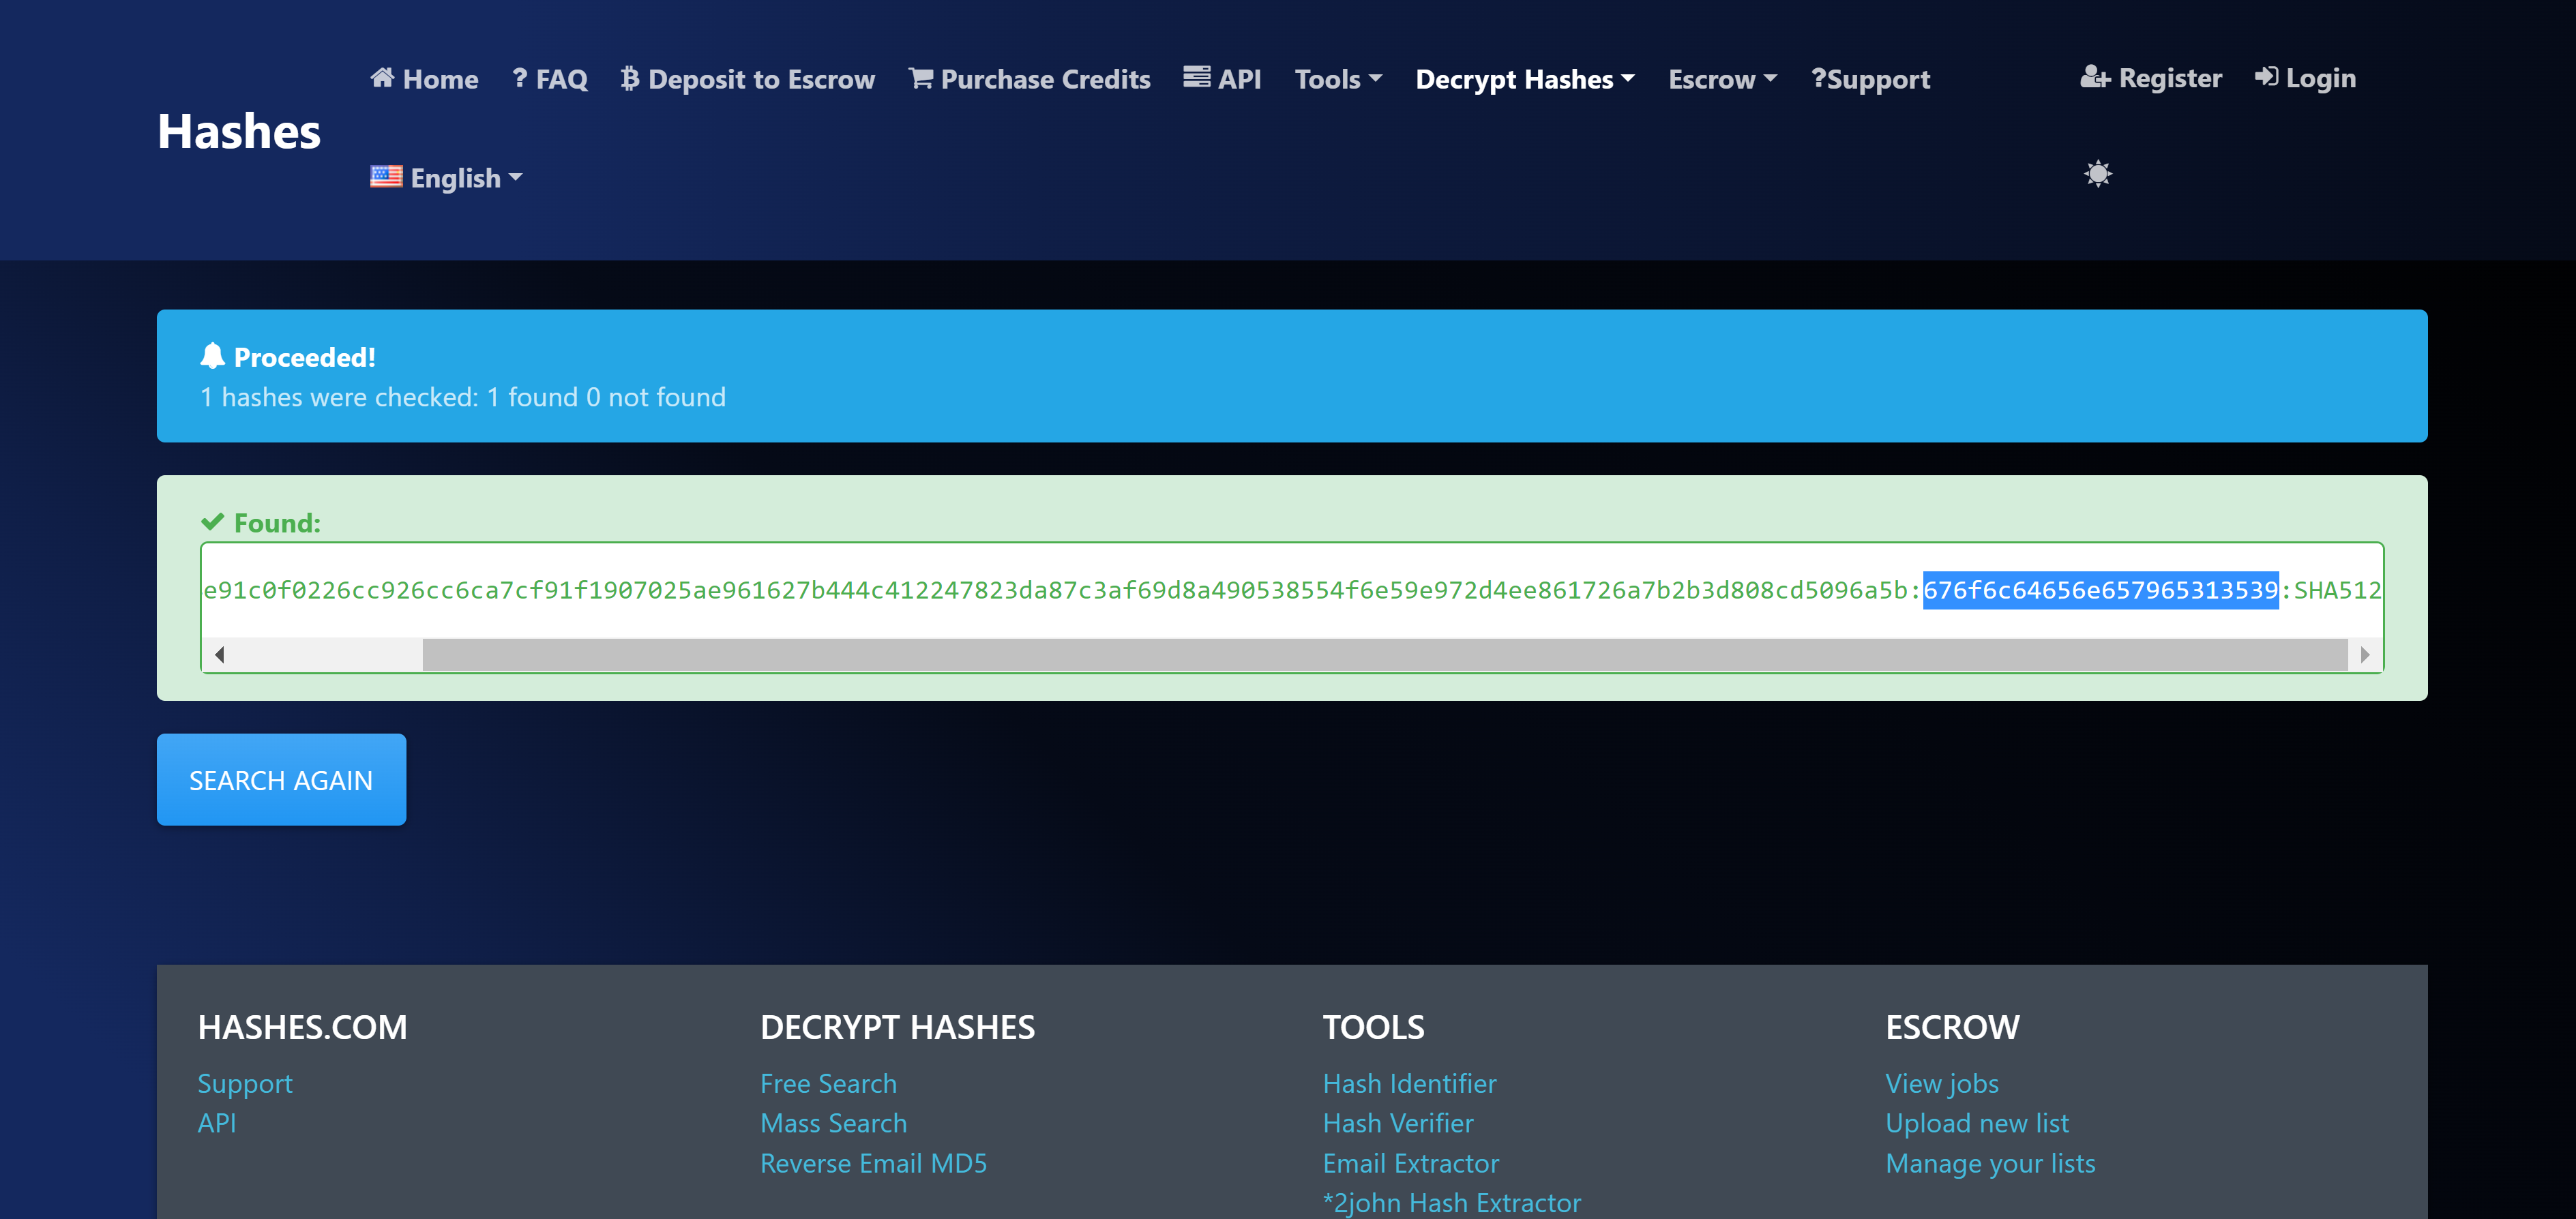 Hashes
Home
? FAQ
Deposit to Escrow
Purchase Credits
API
Tools
Decrypt Hashes
Escrow
?Support
Register
Login
English
Proceeded!
1 hashes were checked: 1 found 0 not found
Found:
e91c0f0226cc926cc6ca7cf91f1907025ae961627b444c412247823da87c3af69d8a490538554f6e59e972d4ee861726a7b2b3d808cd5096a5b:676f6c64656e657965313539:SHA512
SEARCH AGAIN
HASHES.COM
Support
API
DECRYPT HASHES
Free Search
Mass Search
Reverse Email MD5
TOOLS
Hash Identifier
Hash Verifier
Email Extractor
*2john Hash Extractor
ESCROW
View jobs
Upload new list
Manage your lists